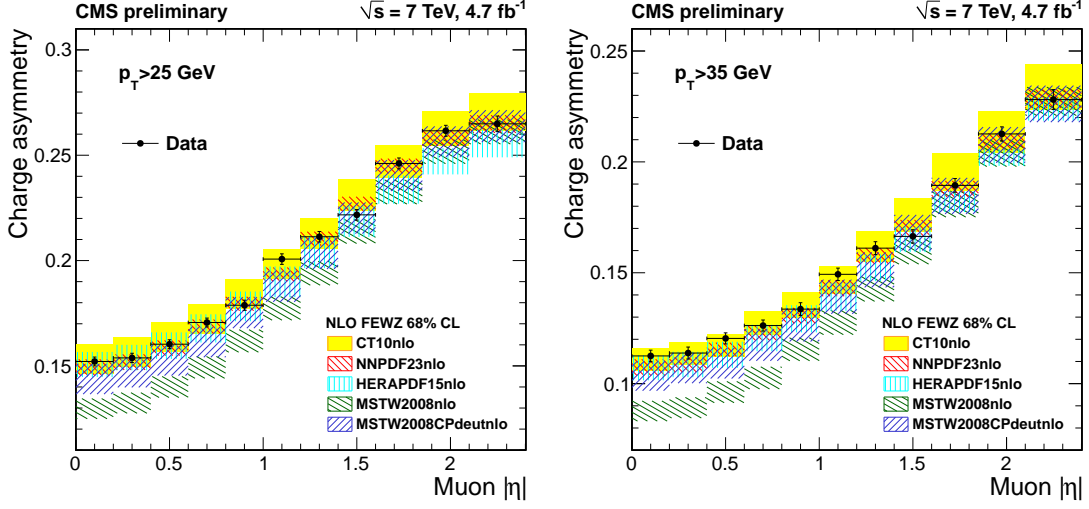 CMS preliminary
√s = 7 TeV, 4.7 fb⁻¹
Charge asymmetry
p_T>25 GeV
Data
0.3
0.25
0.2
0.15
NLO FEWZ 68% CL
CT10nlo
NNPDF23nlo
HERAPDF15nlo
MSTW2008nlo
MSTW2008CPdeutnlo
0 0.5 1 1.5 2
Muon |η|
CMS preliminary
√s = 7 TeV, 4.7 fb⁻¹
Charge asymmetry
p_T>35 GeV
Data
0.25
0.2
0.15
0.1
NLO FEWZ 68% CL
CT10nlo
NNPDF23nlo
HERAPDF15nlo
MSTW2008nlo
MSTW2008CPdeutnlo
0 0.5 1 1.5 2
Muon |η|